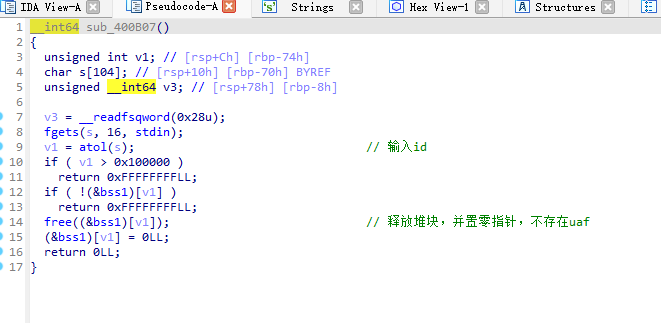 IDA View-A Pseudocode-A Strings Hex View-1 Structures
1 __int64 sub_400B07()
2 {
3 unsigned int v1; // [rsp+Ch] [rbp-74h]
4 char s[104]; // [rsp+10h] [rbp-70h] BYREF
5 unsigned __int64 v3; // [rsp+78h] [rbp-8h]
6
7 v3 = __readfsqword(0x28u);
8 fgets(s, 16, stdin);
9 v1 = atol(s); // 输入id
10 if ( v1 > 0x100000 )
11 return 0xFFFFFFFFLL;
12 if ( !(&bss1)[v1] )
13 return 0xFFFFFFFFLL;
14 free((&bss1)[v1]); // 释放堆块，并置零指针，不存在uaf
15 (&bss1)[v1] = 0LL;
16 return 0LL;
17 }